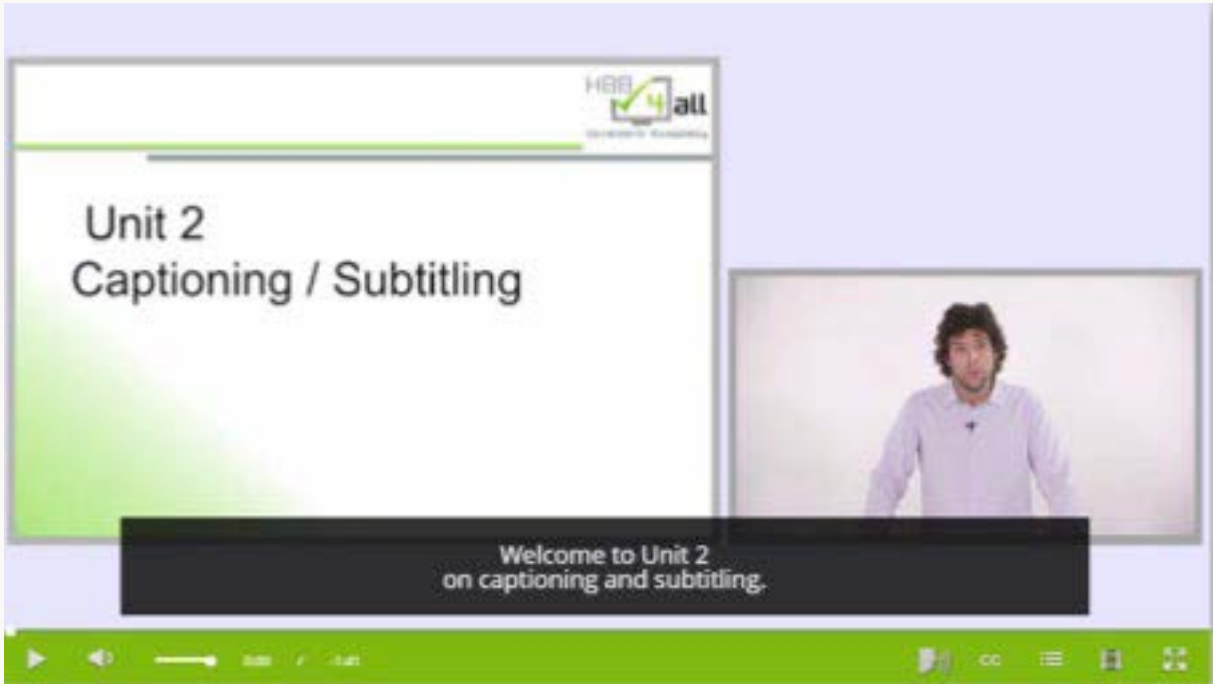 HBB
4 all
Unit 2
Captioning / Subtitling
Welcome to Unit 2
on captioning and subtitling.
CC